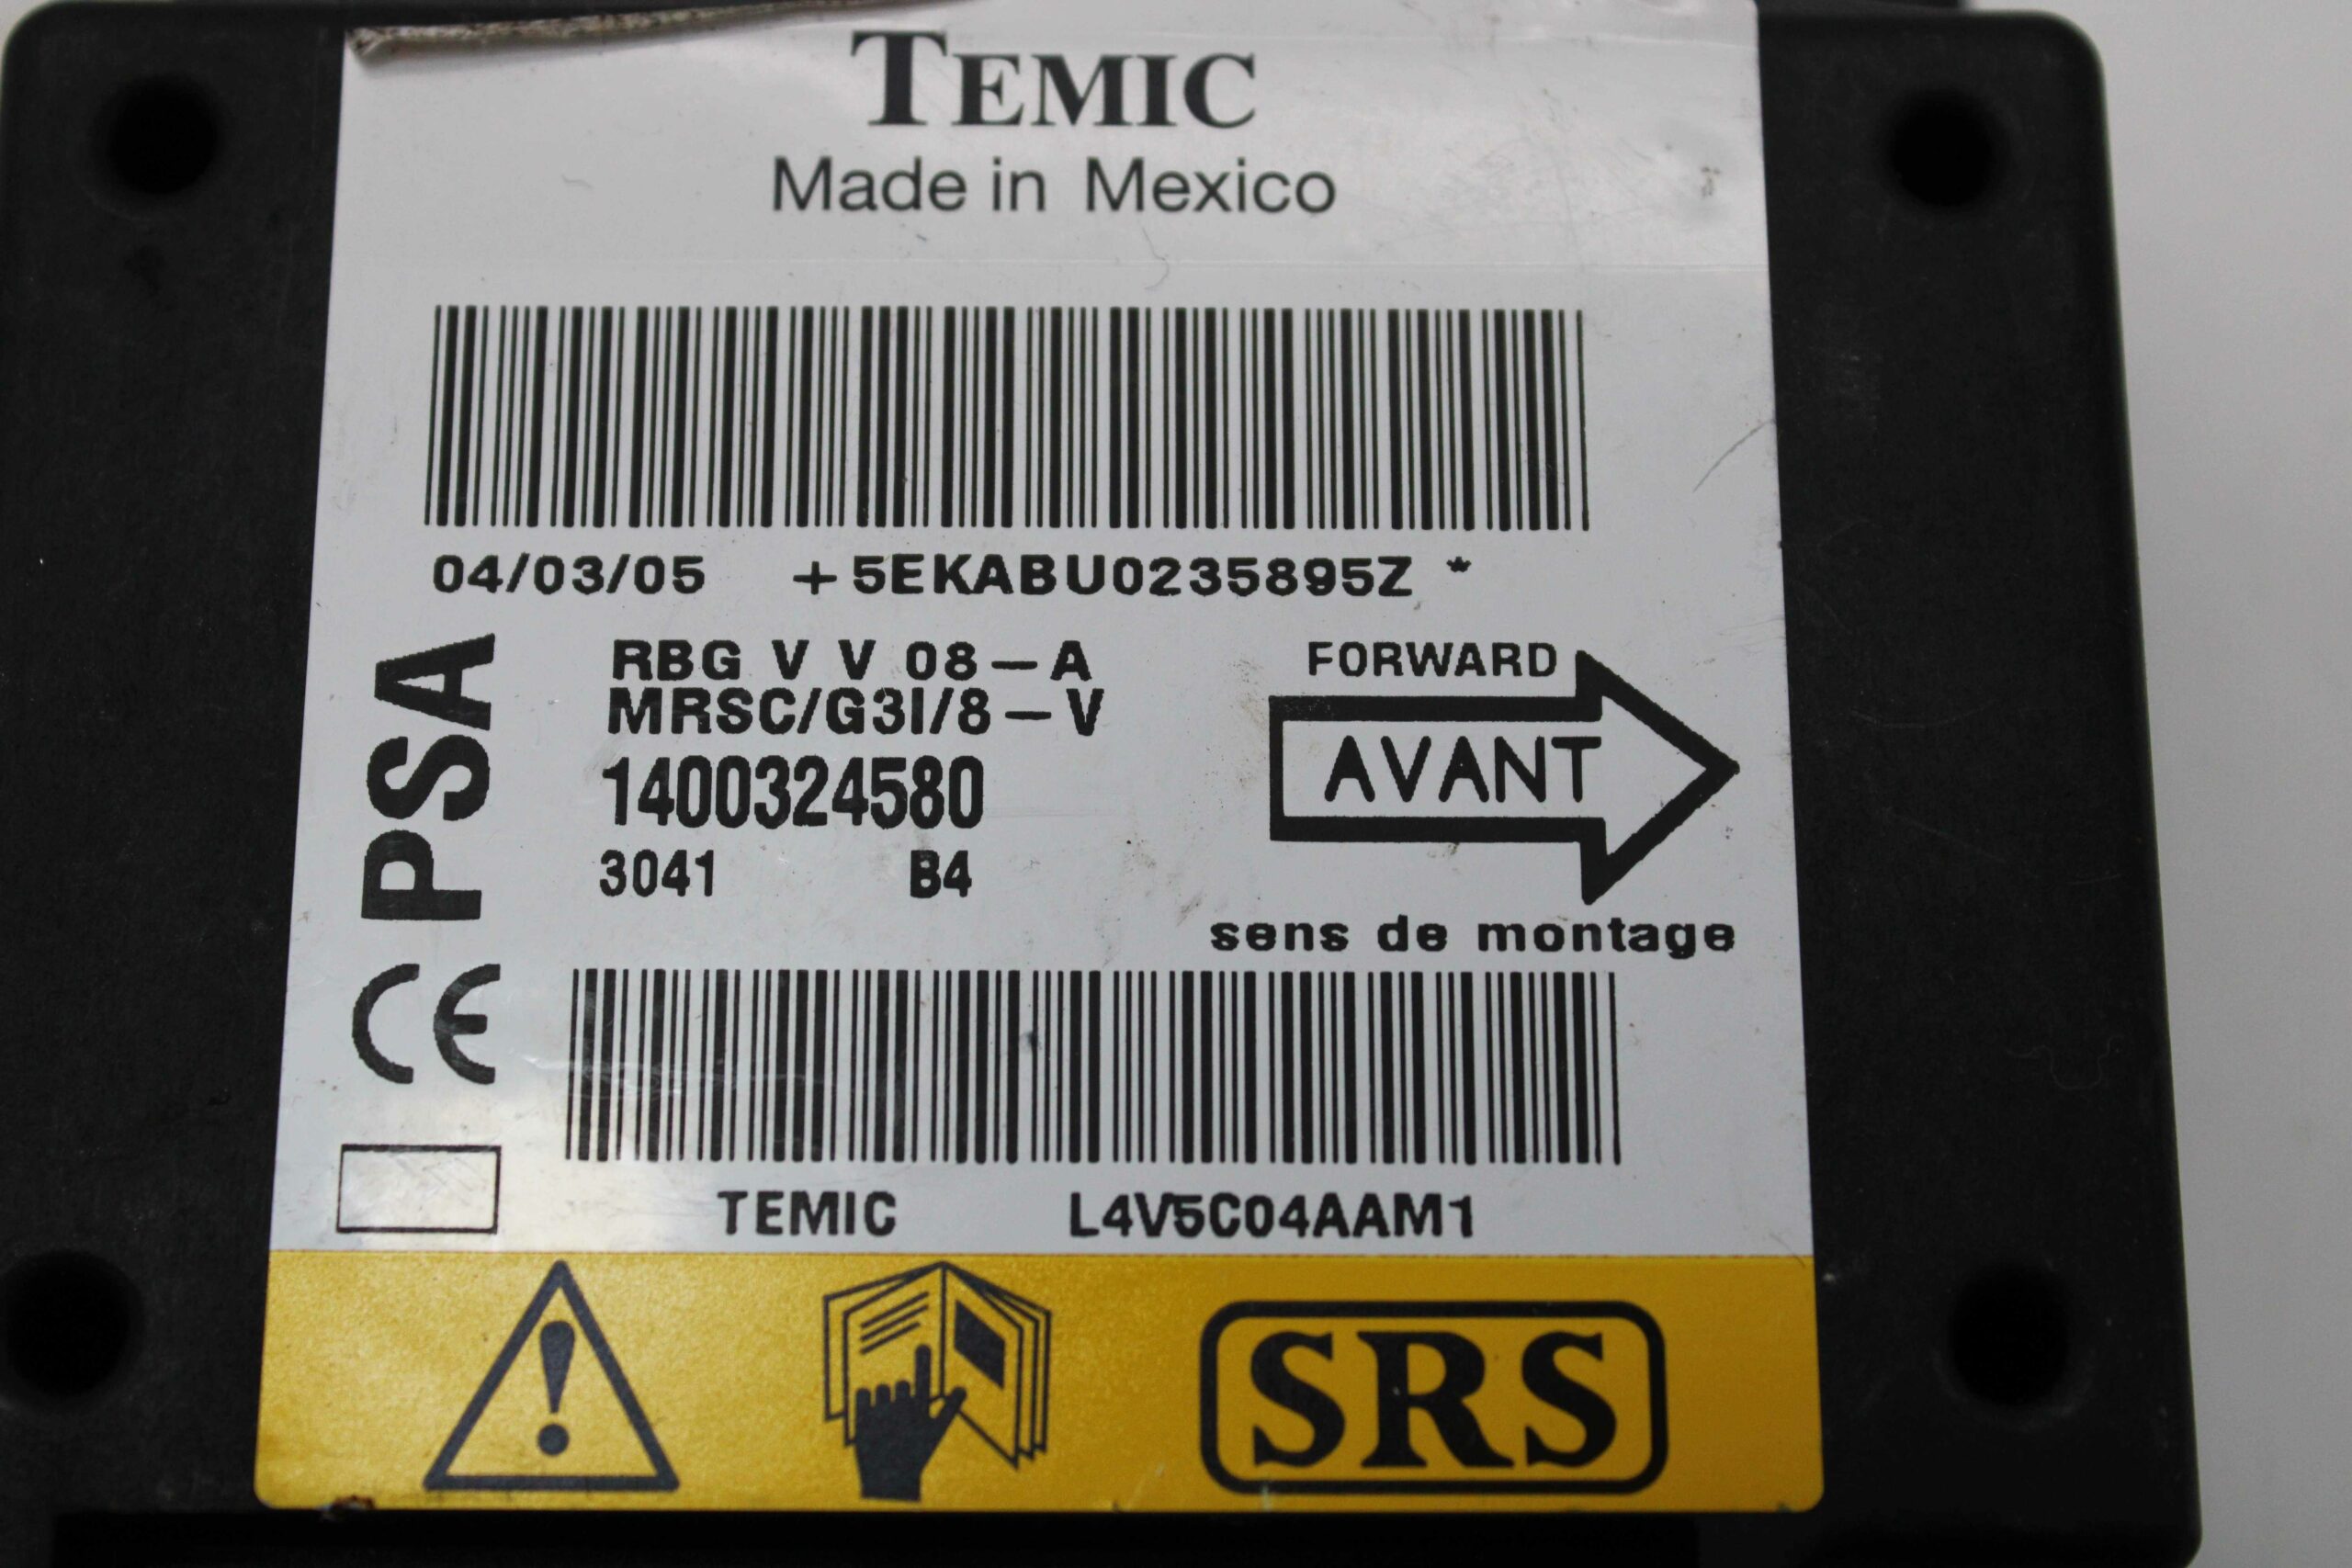 TEMIC
Made in Mexico
04/03/05 +5EKABU0235895Z *
PSA
RBG V V 08-A
MRSC/G3I/8-V
1400324580
3041 B4
FORWARD
AVANT
sens de montage
CE
TEMIC L4V5C04AAM1
SRS